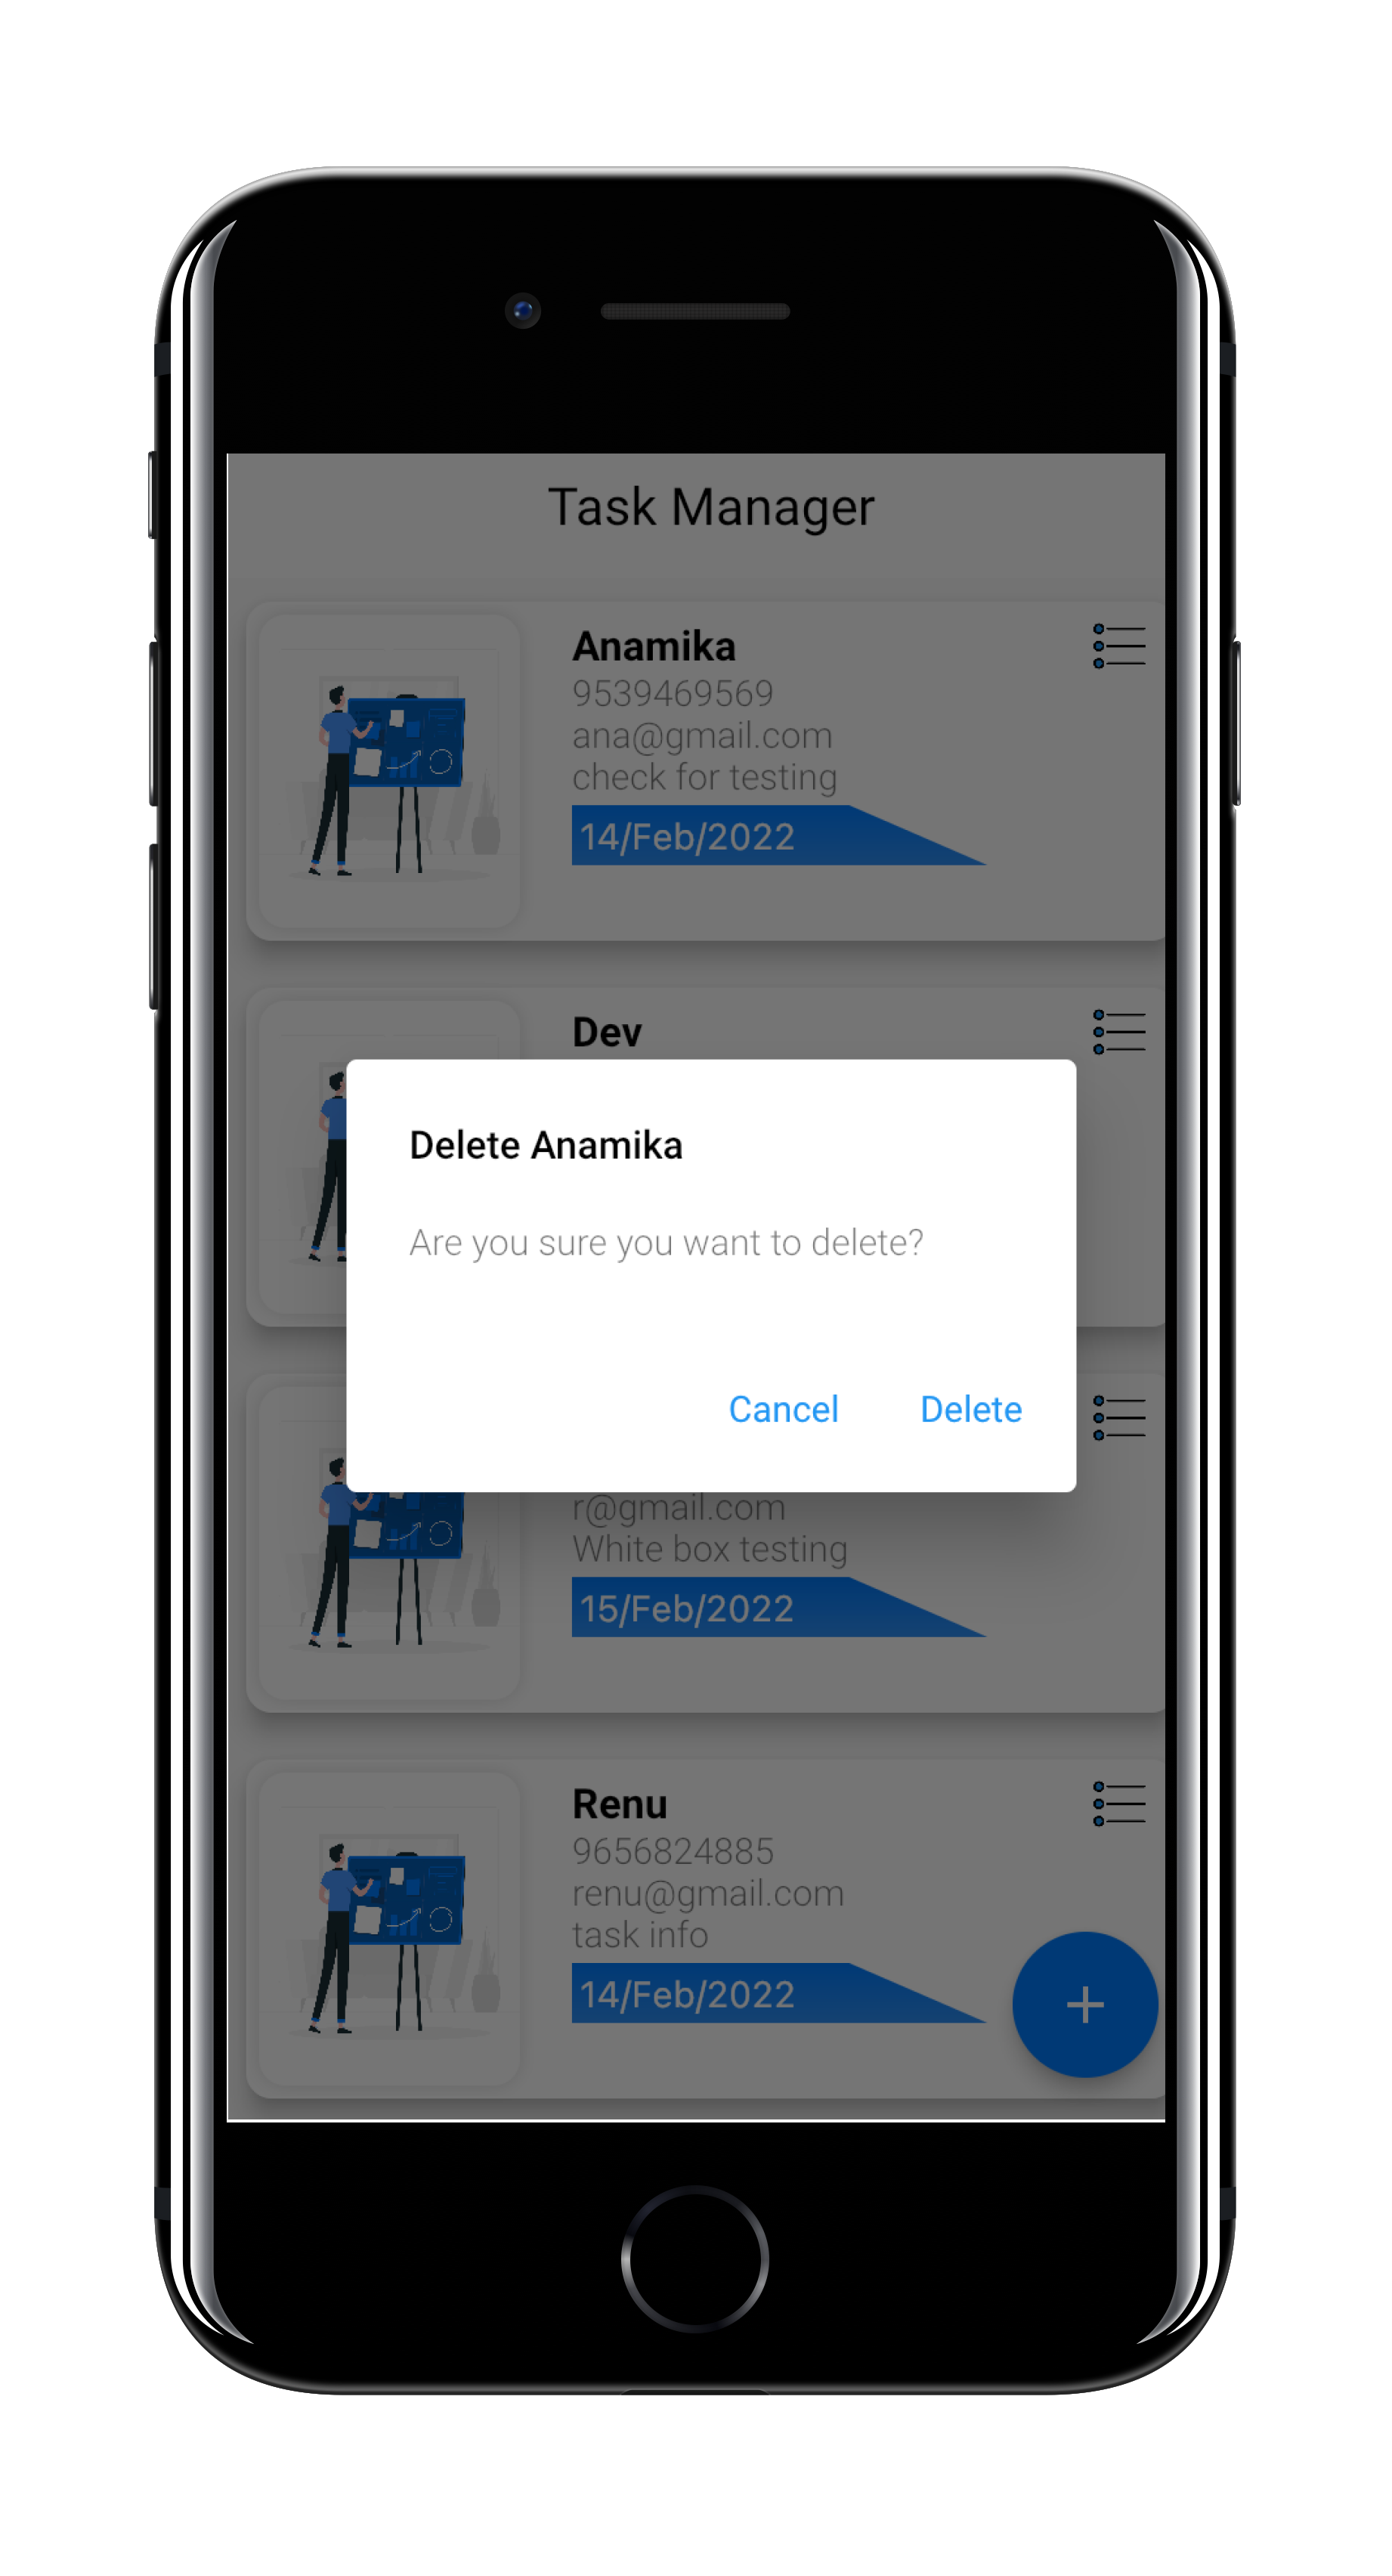 Task Manager
Anamika
9539469569
ana@gmail.com
check for testing
14/Feb/2022
Dev
Delete Anamika
Are you sure you want to delete?
Cancel Delete
r@gmail.com
White box testing
15/Feb/2022
Renu
9656824885
renu@gmail.com
task info
14/Feb/2022
+